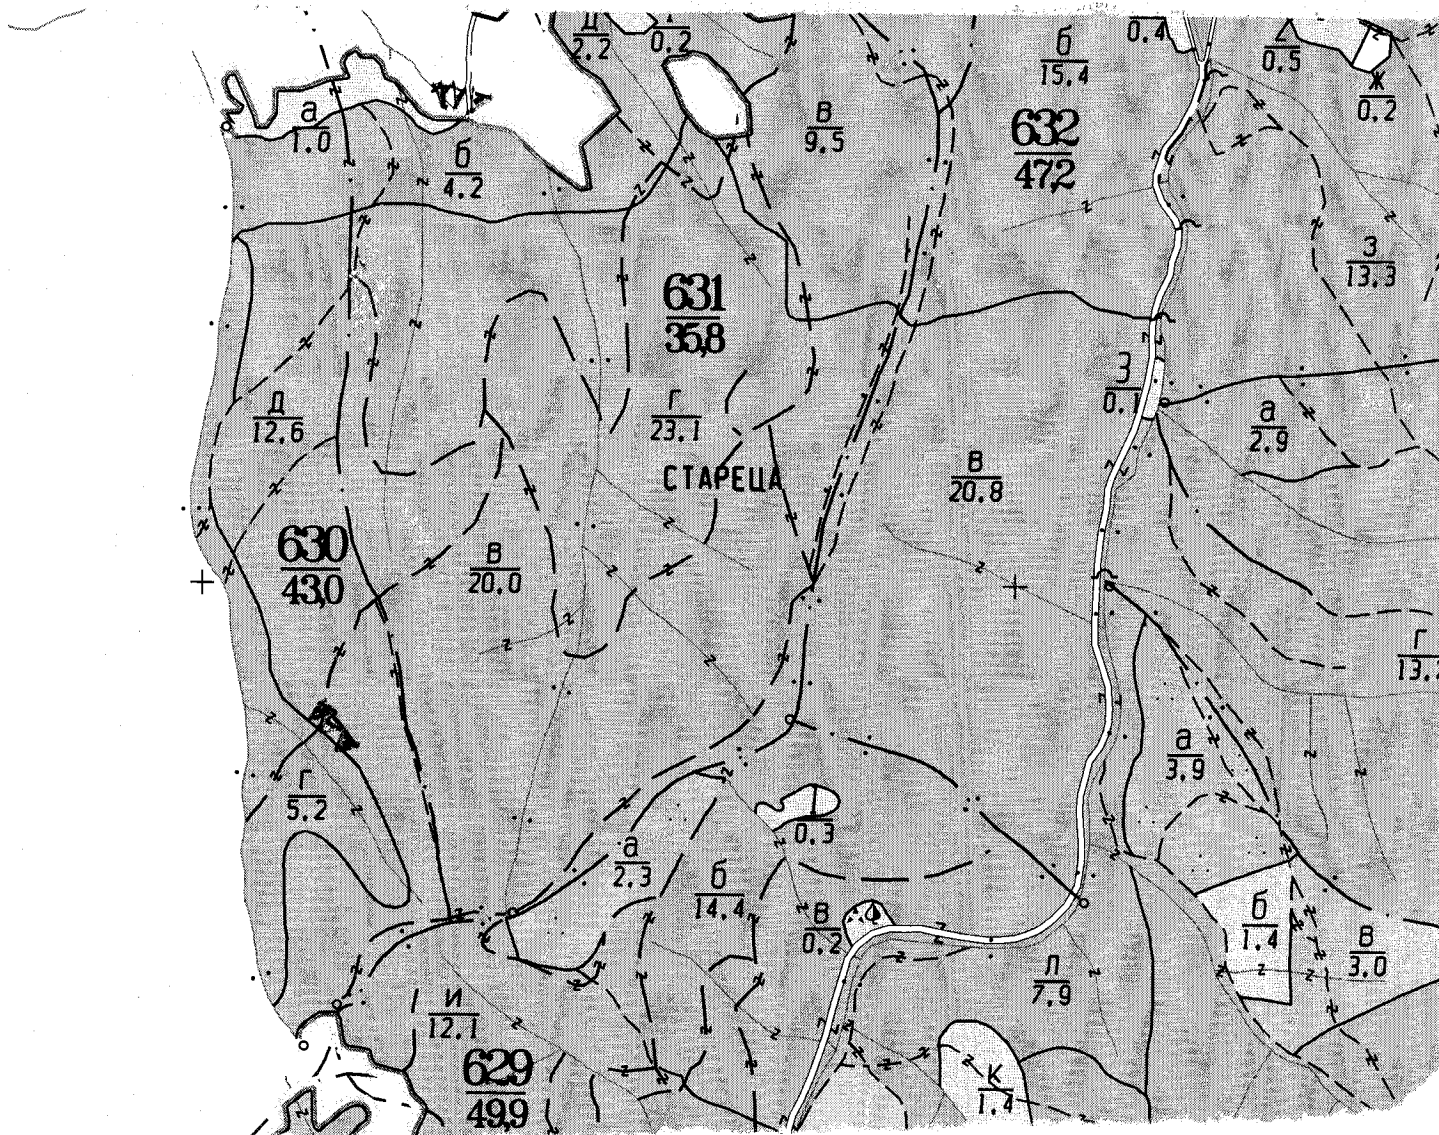 Д
2,2
0,2
б
15,4
0,4
0,5
Ж
0,2
а
1,0
б
4,2
В
9,5
632
47,2
З
13,3
631
35,8
З
0,1
Д
12,6
г
23,1
а
2,9
СТАРЕЦА
В
20,8
630
43,0
В
20,0
Г
13,
а
3,9
Г
5,2
0,3
а
2,3
б
14,4
В
0,2
б
1,4
В
3,0
Л
7,9
И
12,1
629
49,9
К
1,4